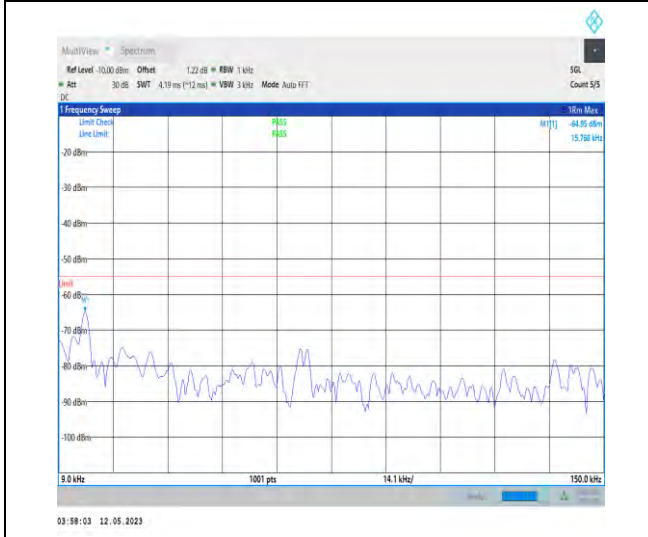 MultiView Spectrum
Ref Level -10.00 dBm Offset 1.22 dB RBW 1 kHz SGL
Att 30 dB SWT 4.19 ms (~12 ms) VBW 3 kHz Mode Auto FFT Count 5/5
DC
1 Frequency Sweep 1Rm Max
Limit Check PASS M1[1] -64.95 dBm
Line Limit PASS 15.760 kHz
-20 dBm
-30 dBm
-40 dBm
-50 dBm
Limit
-60 dBm
M1
-70 dBm
-80 dBm
-90 dBm
-100 dBm
9.0 kHz 1001 pts 14.1 kHz/ 150.0 kHz
03:58:03 12.05.2023